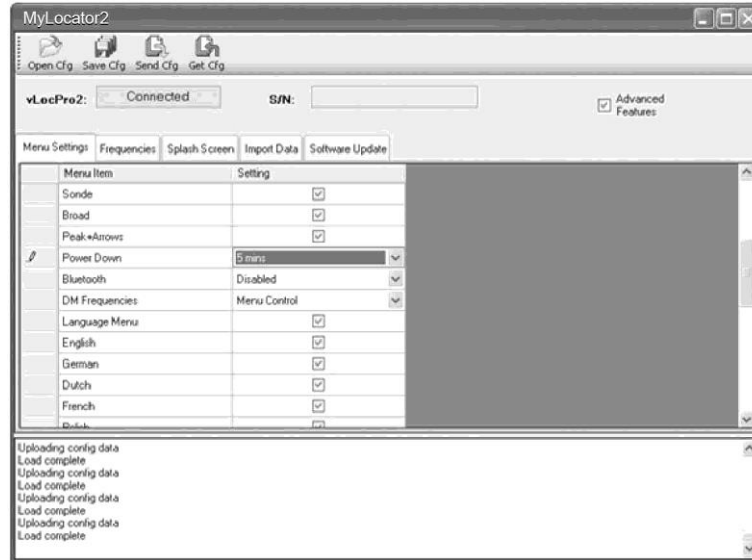 MyLocator2
Open Cfg Save Cfg Send Cfg Get Cfg
vLocPro2: Connected S/N: Advanced Features
Menu Settings Frequencies Splash Screen Import Data Software Update
Menu Item Setting
Sonde
Broad
Peak+Arrows
Power Down 5 mins
Bluetooth Disabled
DM Frequencies Menu Control
Language Menu
English
German
Dutch
French
Polish
Uploading config data
Load complete
Uploading config data
Load complete
Uploading config data
Load complete
Uploading config data
Load complete